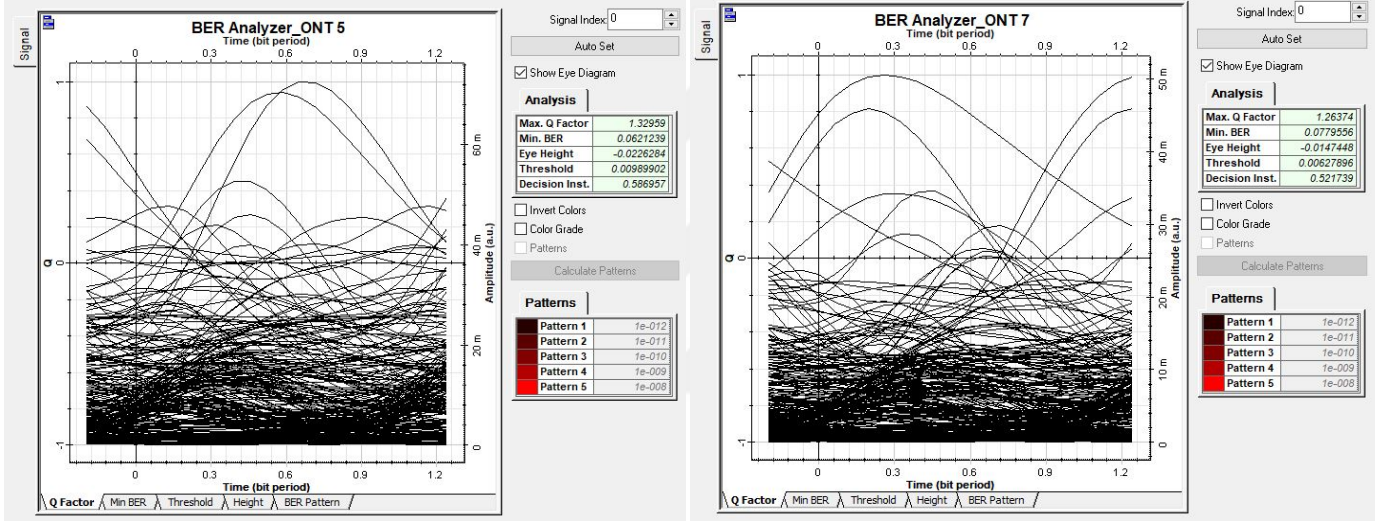 Signal
BER Analyzer_ONT 5
Time (bit period)
0 0.3 0.6 0.9 1.2
Q
1
0
-1
Amplitude (a.u.)
60 m
40 m
20 m
0
0 0.3 0.6 0.9 1.2
Time (bit period)
Q Factor Min BER Threshold Height BER Pattern
Signal Index: 0
Auto Set
Show Eye Diagram
Analysis
Max. Q Factor 1.32959
Min. BER 0.0621239
Eye Height -0.0226284
Threshold 0.00989902
Decision Inst. 0.586957
Invert Colors
Color Grade
Patterns
Calculate Patterns
Patterns
Pattern 1 1e-012
Pattern 2 1e-011
Pattern 3 1e-010
Pattern 4 1e-009
Pattern 5 1e-008
Signal
BER Analyzer_ONT 7
Time (bit period)
0 0.3 0.6 0.9 1.2
Q
1
0
-1
Amplitude (a.u.)
50 m
40 m
30 m
20 m
10 m
0
0 0.3 0.6 0.9 1.2
Time (bit period)
Q Factor Min BER Threshold Height BER Pattern
Signal Index: 0
Auto Set
Show Eye Diagram
Analysis
Max. Q Factor 1.26374
Min. BER 0.0779556
Eye Height -0.0147448
Threshold 0.00627896
Decision Inst. 0.521739
Invert Colors
Color Grade
Patterns
Calculate Patterns
Patterns
Pattern 1 1e-012
Pattern 2 1e-011
Pattern 3 1e-010
Pattern 4 1e-009
Pattern 5 1e-008